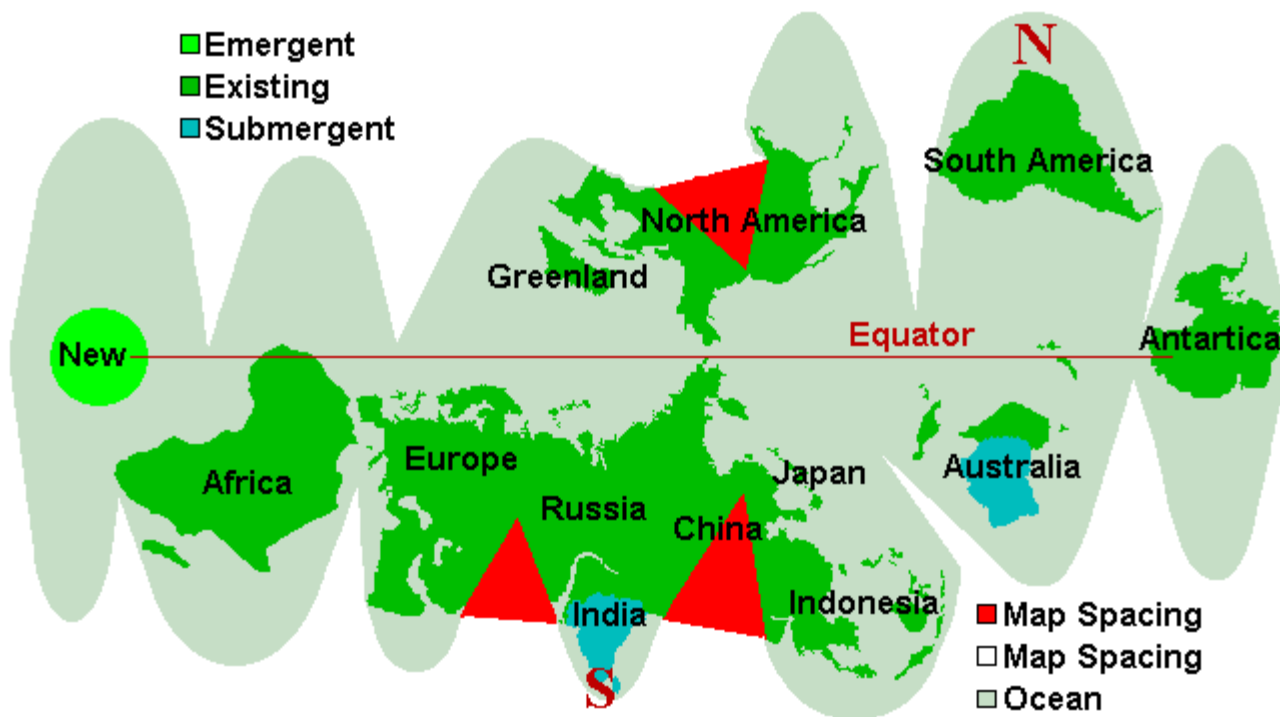 Emergent
Existing
Submergent
N
South America
North America
Greenland
Equator
New
Antartica
Europe
Africa
Russia
Japan
Australia
China
India
Indonesia
S
Map Spacing
Map Spacing
Ocean